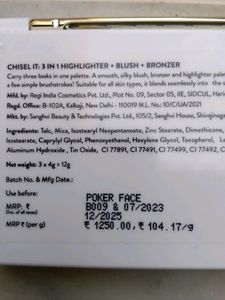 CHISEL IT: 3 IN 1 HIGHLIGHTER + BLUSH + BRONZER
Carry three looks in one palette. A smooth, silky blush, bronzer and highlighter pale
a few simple brushstrokes! Suitable for all skin types, it blends seamlessly into the
Mfg. by.: Regi India Cosmetics Pvt. Ltd., Plot No. 09, Sector 05, IIE, SIDCUL, Harid
Regd. Office: B-102A, Kalkaji, New Delhi - 110019 M.L No.: 10/C/UA/2021
Mkt. by.: Sanghvi Beauty & Technologies Pvt. Ltd., 105/2, Sanghvi House, Shivajinaga
Ingredients: Talc, Mica, Isostearyl Neopentanoate, Zinc Stearate, Dimethicone,
Isostearate, Caprylyl Glycol, Phenoxyethanol, Hexylene Glycol, Tocopherol,
Aluminum Hydroxide, Tin Oxide, CI 77891, CI 77491, CI 77499, CI 77492, CI
Net Weight: 3 x 4g = 12g
Batch No. & Mfg Date.:
Use before: POKER FACE
B009 & 07/2023
MRP: ₹ 12/2025
(Inc. of all taxes)
MRP ₹ (per g) ₹ 1250.00, ₹ 104.17/g